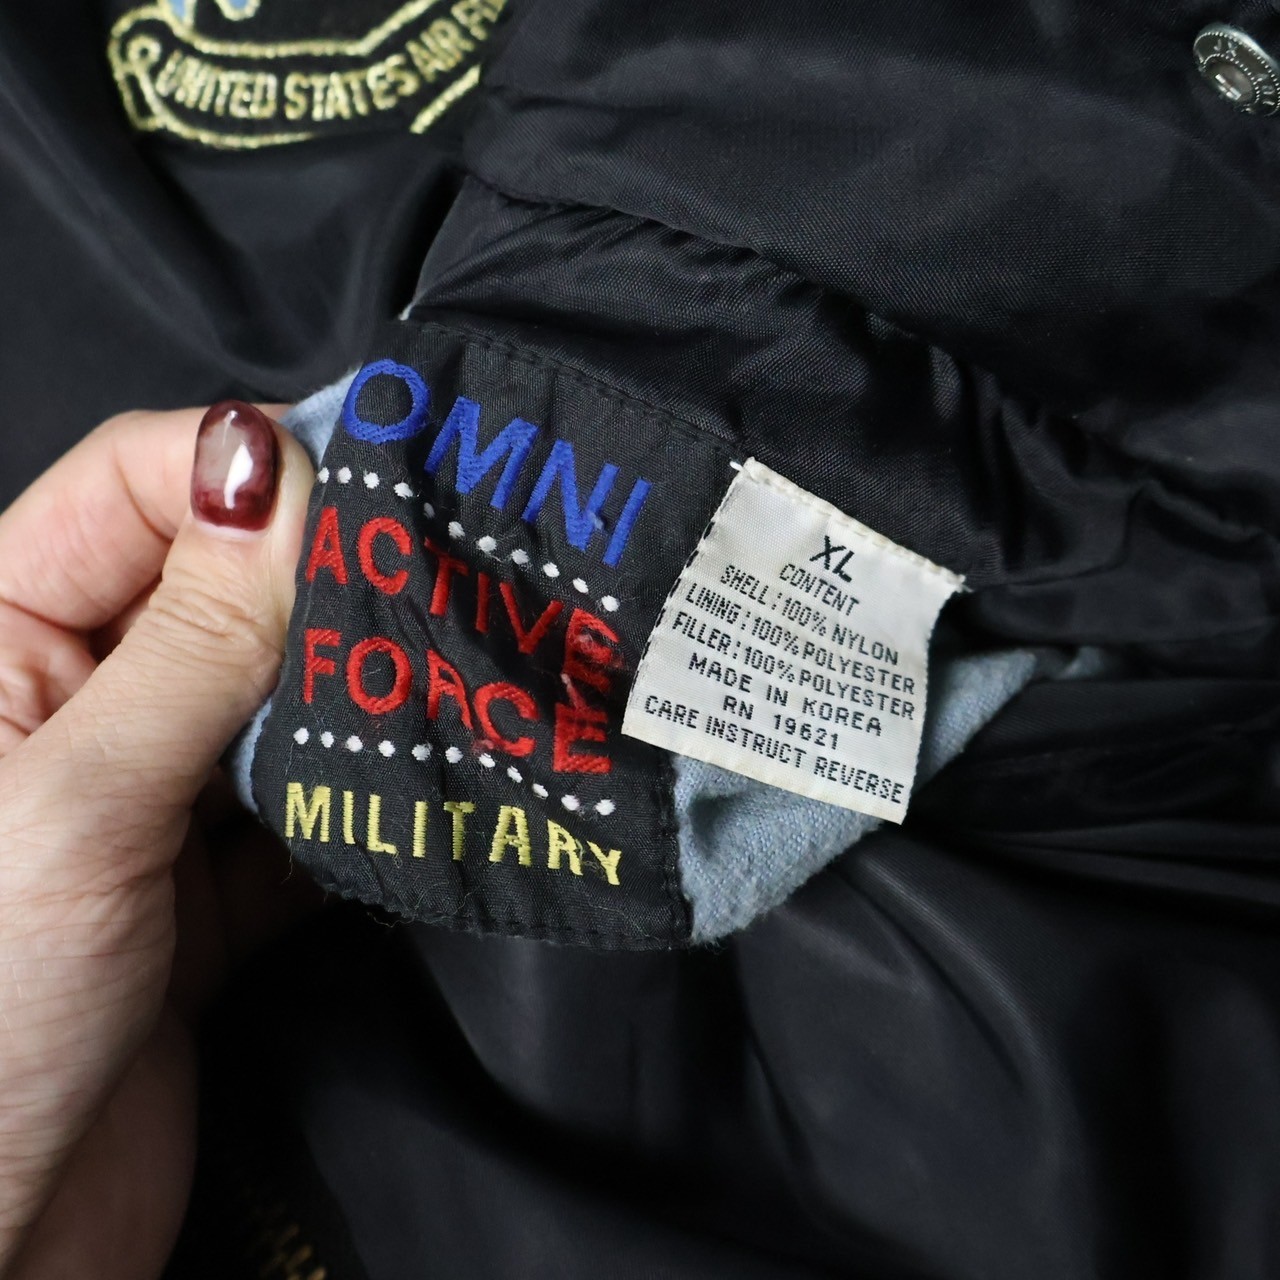 UNITED STATES AIR
OMNI
ACTIVE
FORCE
MILITARY
XL
CONTENT
SHELL:100% NYLON
LINING:100% POLYESTER
FILLER:100% POLYESTER
MADE IN KOREA
RN 19621
CARE INSTRUCT REVERSE